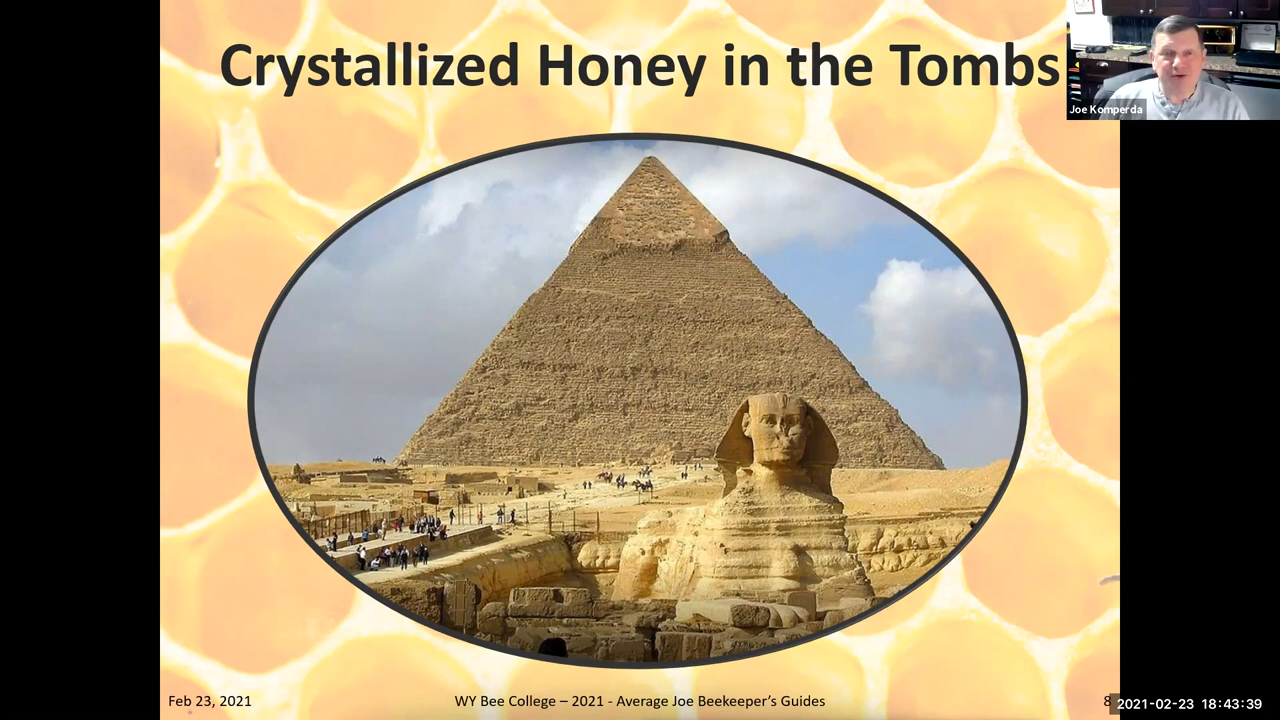 Crystallized Honey in the Tombs
Joe Komperda
Feb 23, 2021
WY Bee College – 2021 - Average Joe Beekeeper's Guides
8
2021-02-23 18:43:39